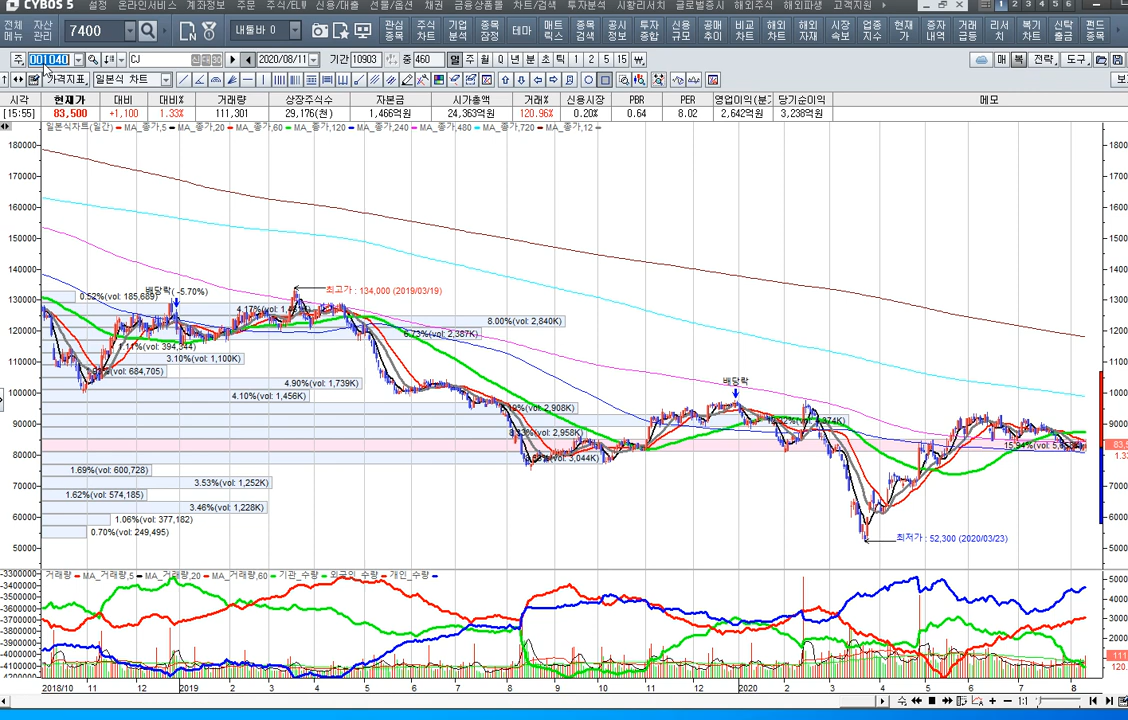 CYBOS 5 설정 온라인서비스 계좌정보 주문 주식/ELW 신용/대출 선물/옵션 채권 금융상품몰 차트/검색 투자분석 시황리서치 글로벌증시 해외주식 해외파생 고객지원 1 2 3 4 5 6
전체메뉴 자산관리 7400 내툴바 0 관심종목 주식차트 기업분석 종목잠정 테마 매트릭스 종목검색 공시정보 투자종합 신용규모 신용공매 비교차트 해외차트 해외자재 시장속보 업종지수 현재가 증자내역 거래급등 리서치 복기차트 신탁출금 펀드종목
주 001040 CJ 2020/08/11 기간 10903 중 460 일 주 월 Q 년 분 초 틱 1 2 3 5 15 매 복 전략 도구
가격지표 일본식 차트
시각 현재가 대비 대비% 거래량 상장주식수 자본금 시가총액 거래% 신용시장 PBR PER 영업이익(분기 당기순이익 메모
[15:55] 83,500 +1,100 1.33% 111,301 29,176(천) 1,466억원 24,363억원 120.96% 0.20% 0.64 8.02 2,642억원 3,238억원
일본식차트(일간) MA_종가,5 MA_종가,20 MA_종가,60 MA_종가,120 MA_종가,240 MA_종가,480 MA_종가,720 MA_종가,12
180000
170000
160000
150000
140000
130000
120000
110000
100000
90000
80000
70000
60000
50000
배당락( -5.70%)
최고가 : 134,000 (2019/03/19)
0.52%(vol: 185,689)
8.00%(vol: 2,840K)
6.73%(vol: 2,387K)
1.11%(vol: 394,344)
3.10%(vol: 1,100K)
4.90%(vol: 1,739K)
4.10%(vol: 1,456K)
배당락
1.69%(vol: 600,728)
3.53%(vol: 1,252K)
1.62%(vol: 574,185)
3.46%(vol: 1,228K)
1.06%(vol: 377,182)
0.70%(vol: 249,495)
최저가 : 52,300 (2020/03/23)
거래량 MA_거래량,5 MA_거래량,20 MA_거래량,60 기관_수량 외국인_수량 개인_수량
-3300000
-3400000
-3500000
-3600000
-3700000
-3800000
-3900000
-4000000
-4100000
2018/10 11 12 2019 2 3 4 5 6 7 8 9 10 11 12 2020 2 3 4 5 6 7 8
1:1